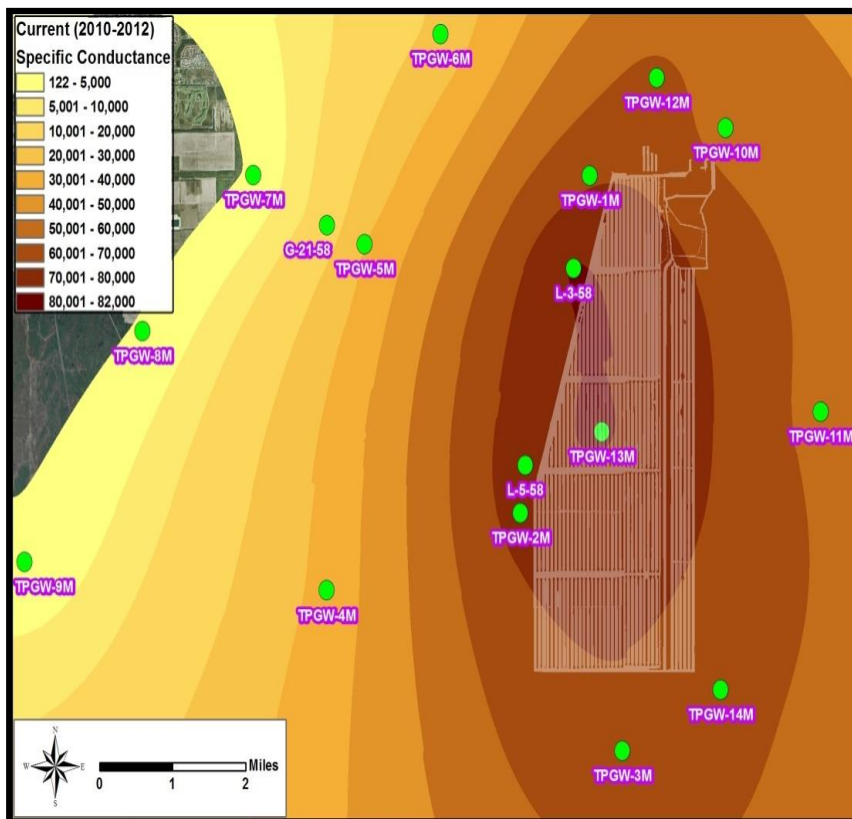 Current (2010-2012)
Specific Conductance
122 - 5,000
5,001 - 10,000
10,001 - 20,000
20,001 - 30,000
30,001 - 40,000
40,001 - 50,000
50,001 - 60,000
60,001 - 70,000
70,001 - 80,000
80,001 - 82,000
TPGW-6M
TPGW-12M
TPGW-10M
TPGW-7M
TPGW-1M
G-21-58
TPGW-5M
L-3-58
TPGW-8M
TPGW-11M
TPGW-13M
L-5-58
TPGW-2M
TPGW-9M
TPGW-4M
TPGW-14M
TPGW-3M
N
W E
S
Miles
0 1 2